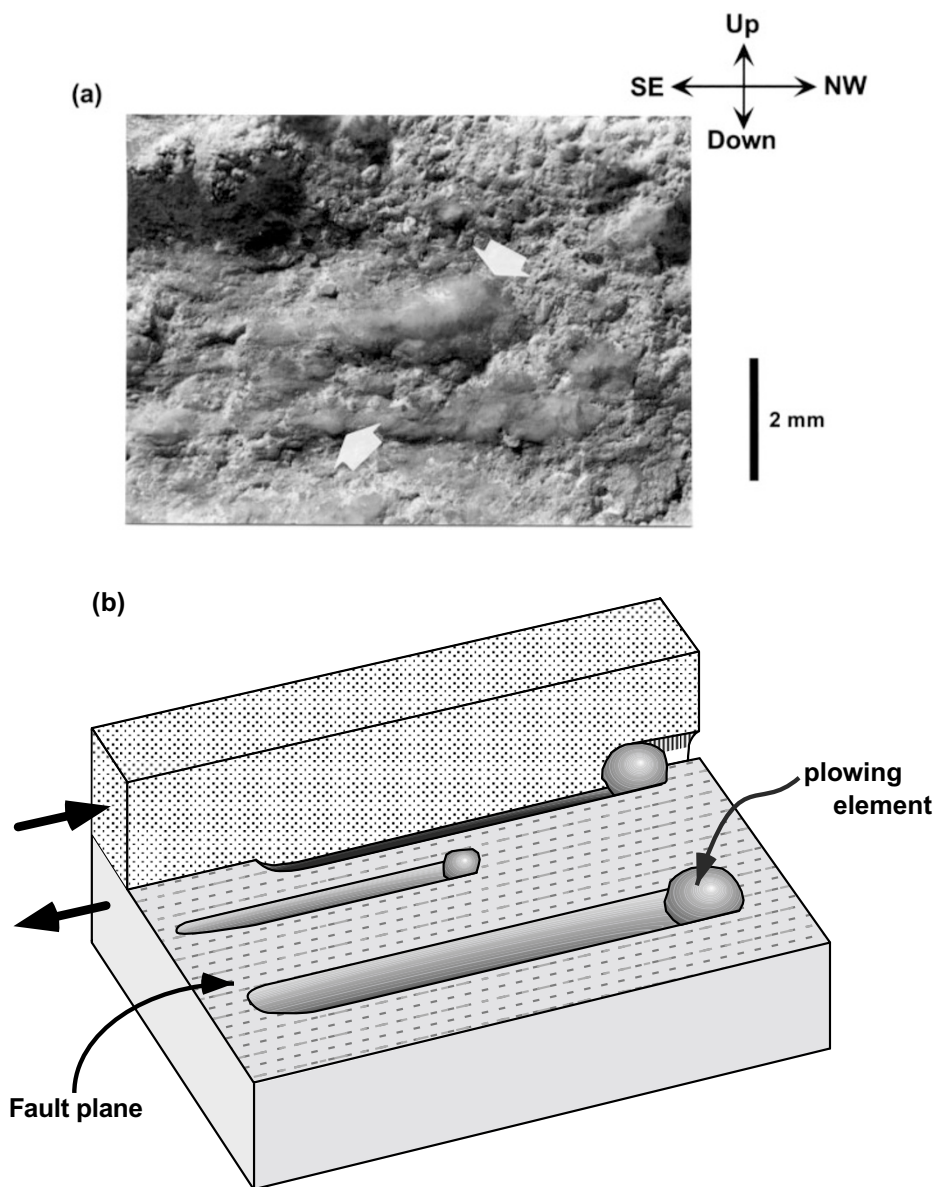 Up
(a)
SE NW
Down
2 mm
(b)
plowing
element
Fault plane